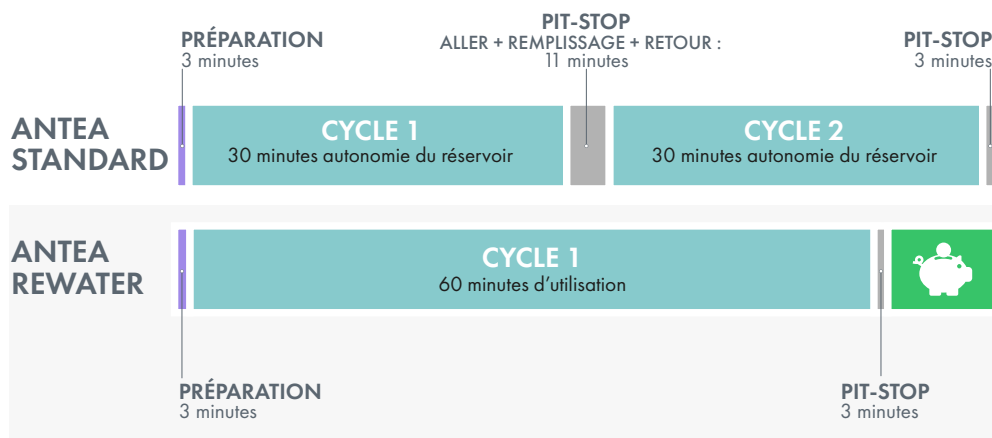 PRÉPARATION
3 minutes
PIT-STOP
ALLER + REMPLISSAGE + RETOUR :
11 minutes
PIT-STOP
3 minutes
ANTEA
STANDARD
CYCLE 1
30 minutes autonomie du réservoir
CYCLE 2
30 minutes autonomie du réservoir
ANTEA
REWATER
CYCLE 1
60 minutes d’utilisation
PRÉPARATION
3 minutes
PIT-STOP
3 minutes